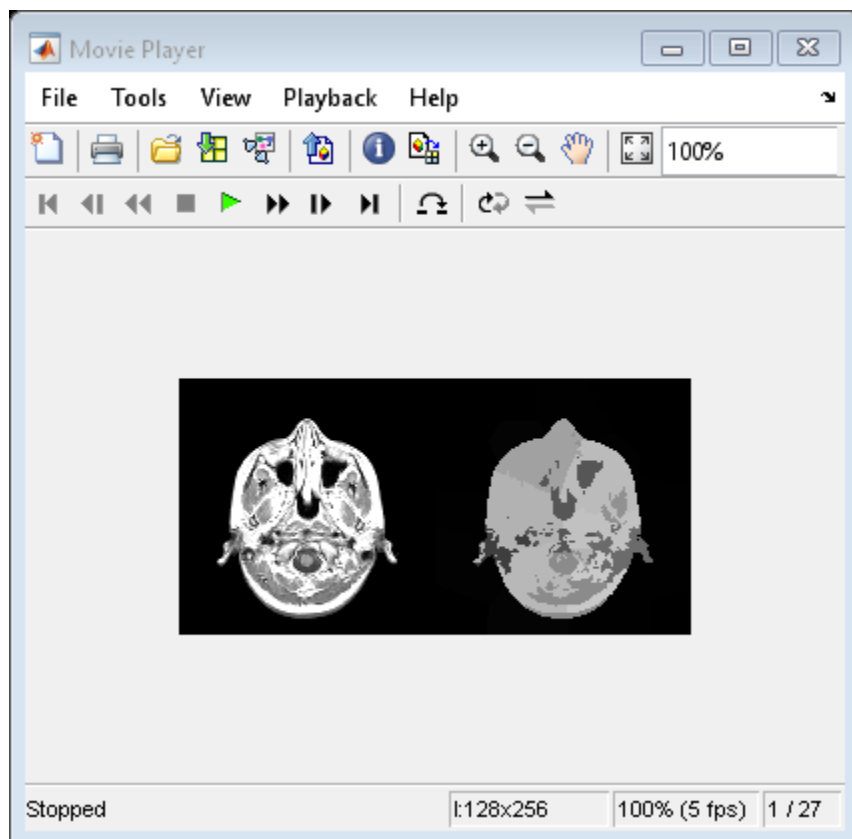 Movie Player
File Tools View Playback Help
100%
Stopped I:128x256 100% (5 fps) 1 / 27